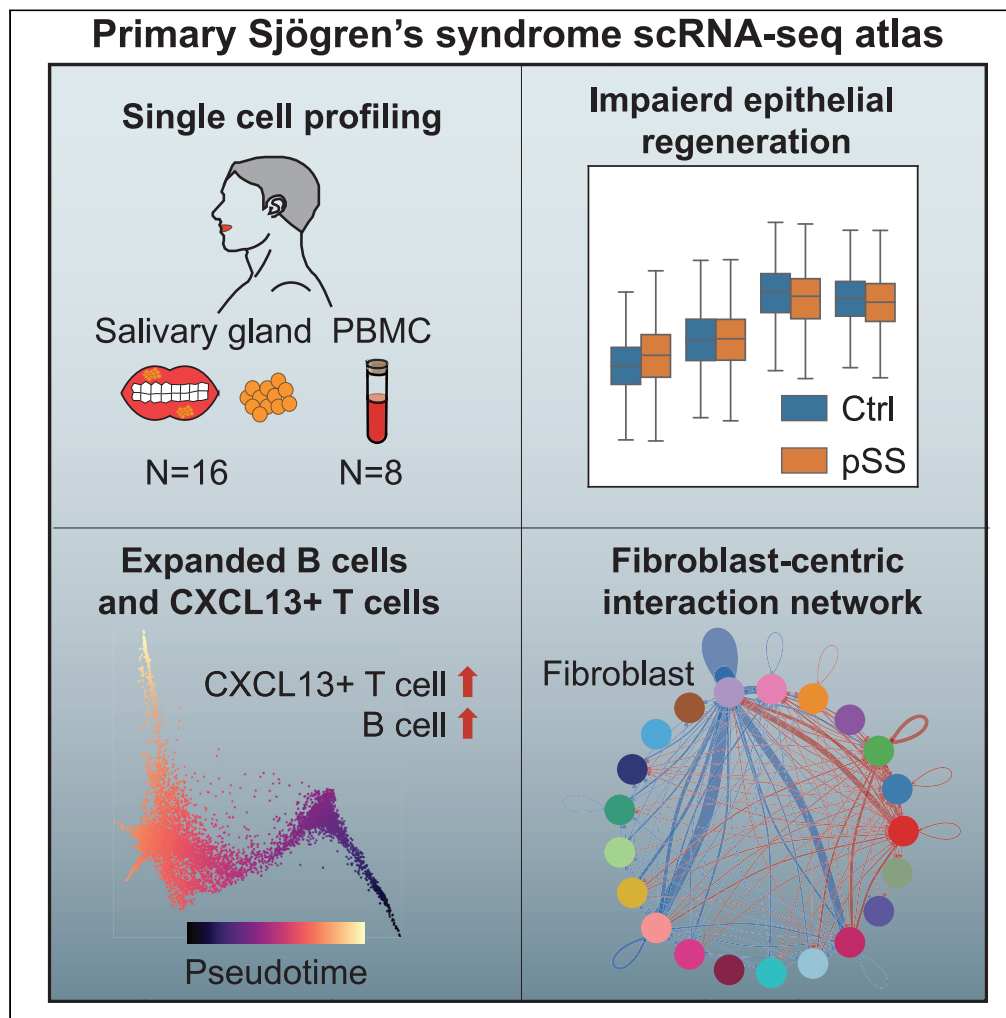 Primary Sjögren's syndrome scRNA-seq atlas
Single cell profiling
Salivary gland PBMC
N=16 N=8
Impaierd epithelial
regeneration
Ctrl
pSS
Expanded B cells
and CXCL13+ T cells
CXCL13+ T cell
B cell
Pseudotime
Fibroblast-centric
interaction network
Fibroblast